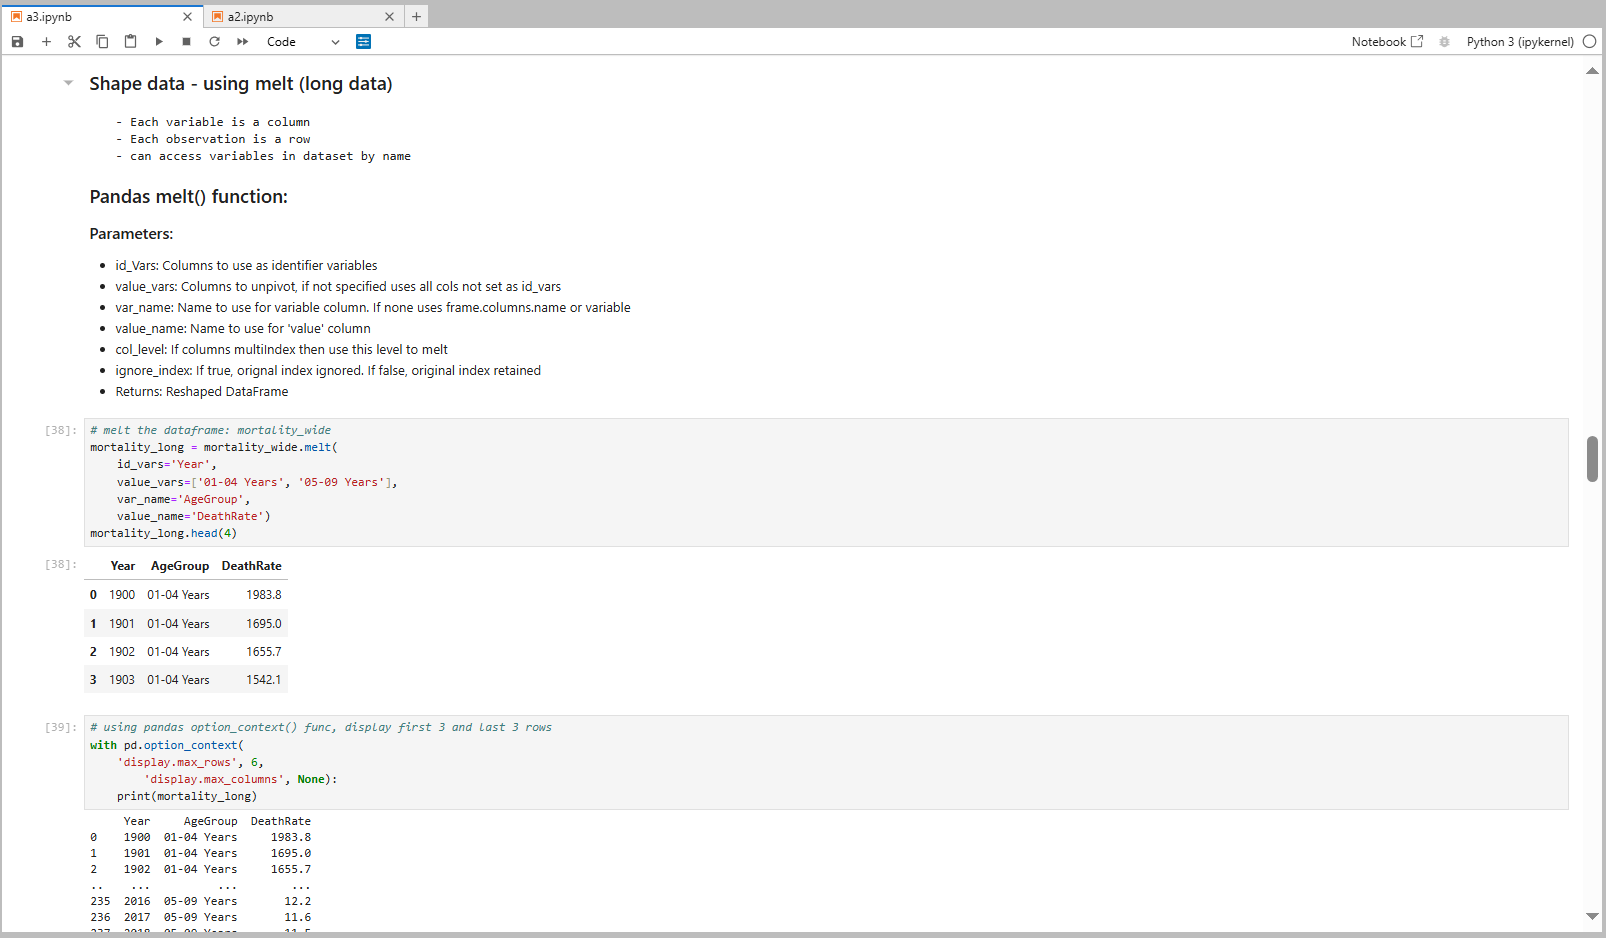 a3.ipynb
a2.ipynb
Code
Notebook
Python 3 (ipykernel)
Shape data - using melt (long data)
- Each variable is a column
- Each observation is a row
- can access variables in dataset by name
Pandas melt() function:
Parameters:
• id_Vars: Columns to use as identifier variables
• value_vars: Columns to unpivot, if not specified uses all cols not set as id_vars
• var_name: Name to use for variable column. If none uses frame.columns.name or variable
• value_name: Name to use for 'value' column
• col_level: If columns multiIndex then use this level to melt
• ignore_index: If true, orignal index ignored. If false, original index retained
• Returns: Reshaped DataFrame
[38]: # melt the dataframe: mortality_wide
mortality_long = mortality_wide.melt(
    id_vars='Year',
    value_vars=['01-04 Years', '05-09 Years'],
    var_name='AgeGroup',
    value_name='DeathRate')
mortality_long.head(4)
[38]: Year AgeGroup DeathRate
0 1900 01-04 Years 1983.8
1 1901 01-04 Years 1695.0
2 1902 01-04 Years 1655.7
3 1903 01-04 Years 1542.1
[39]: # using pandas option_context() func, display first 3 and last 3 rows
with pd.option_context(
    'display.max_rows', 6,
        'display.max_columns', None):
    print(mortality_long)
Year AgeGroup DeathRate
0 1900 01-04 Years 1983.8
1 1901 01-04 Years 1695.0
2 1902 01-04 Years 1655.7
.. ... ... ...
235 2016 05-09 Years 12.2
236 2017 05-09 Years 11.6
237 2018 05-09 Years 11.5